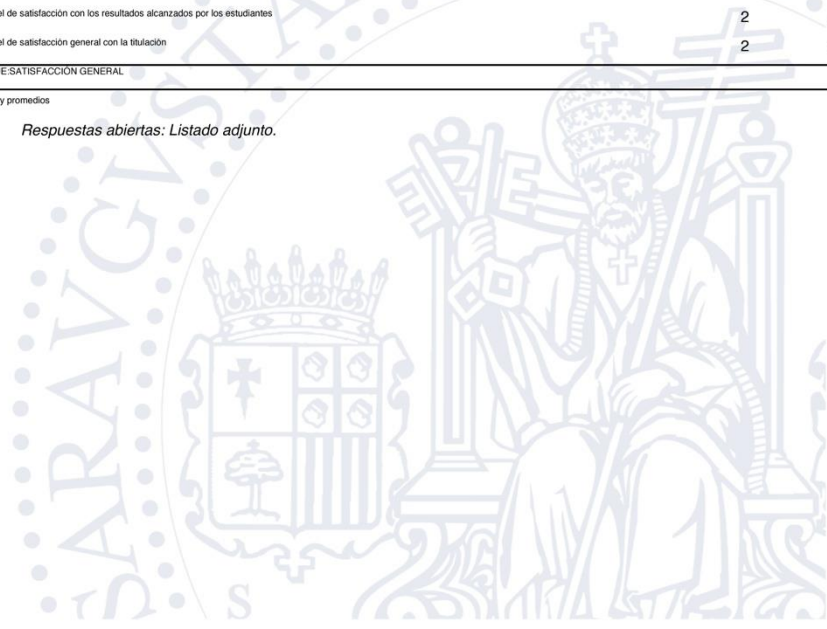 el de satisfacción con los resultados alcanzados por los estudiantes 2
el de satisfacción general con la titulación 2
E:SATISFACCIÓN GENERAL
y promedios
Respuestas abiertas: Listado adjunto.
SARAVGVSTA
S